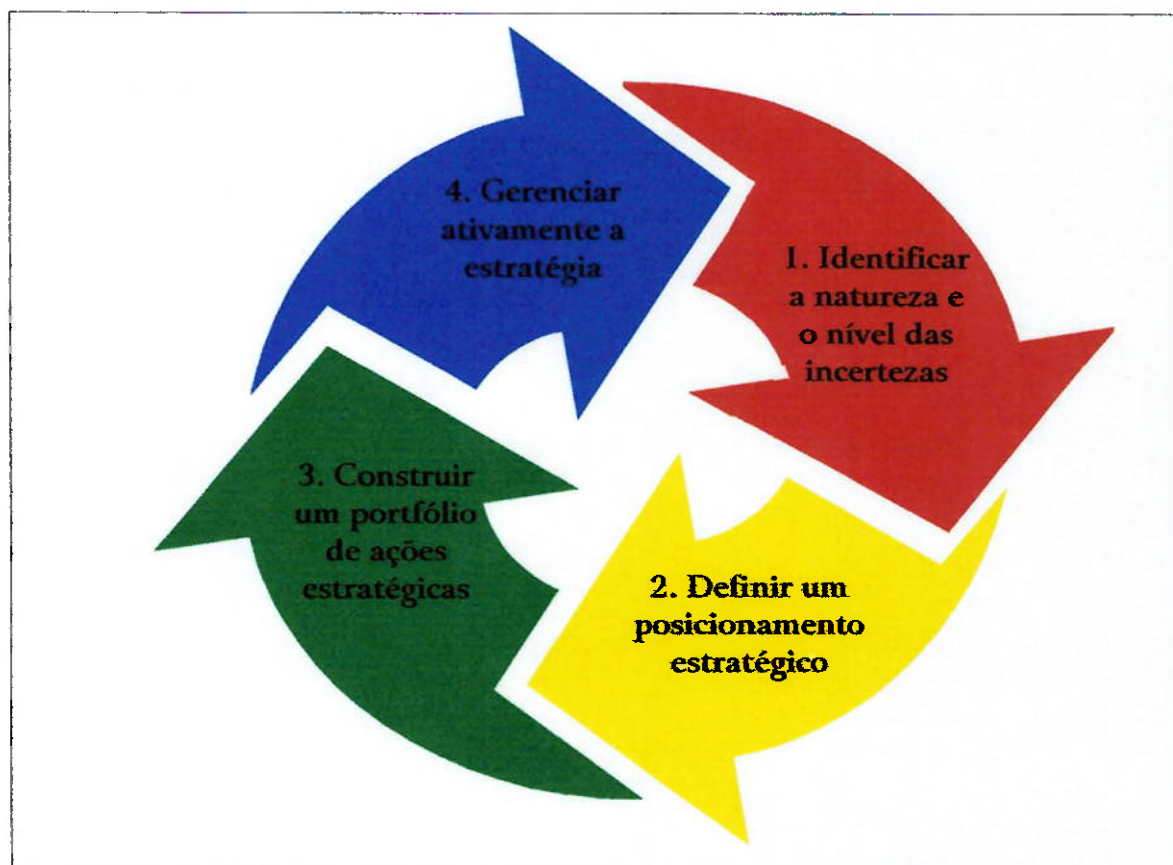 1. Identificar
a natureza e
o nível das
incertezas
2. Definir um
posicionamento
estratégico
3. Construir
um portfólio
de ações
estratégicas
4. Gerenciar
ativamente a
estratégia